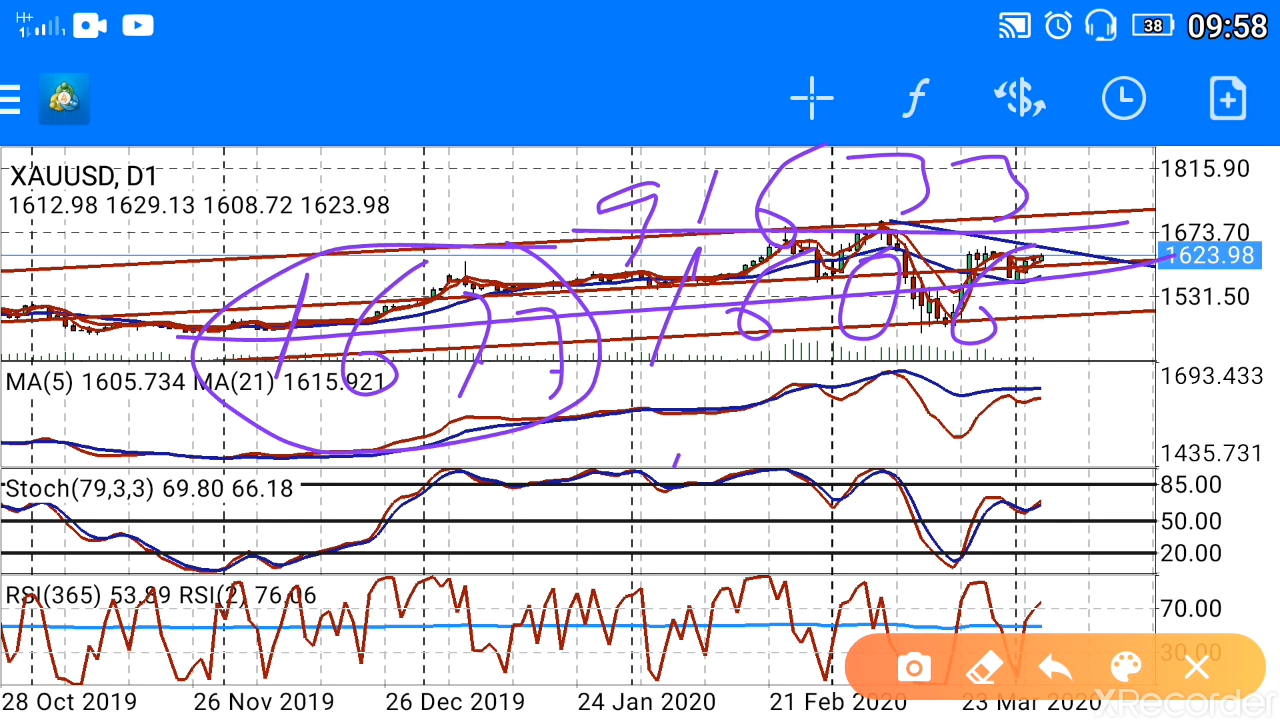 H+
38 09:58
XAUUSD, D1
1612.98 1629.13 1608.72 1623.98
1815.90
1673.70
1623.98
1531.50
MA(5) 1605.734 MA(21) 1615.921
1693.433
1435.731
Stoch(79,3,3) 69.80 66.18
85.00
50.00
20.00
RSI(365) 53.89 RSI(2) 76.06
70.00
30.00
28 Oct 2019 26 Nov 2019 26 Dec 2019 24 Jan 2020 21 Feb 2020 23 Mar 2020
XRecorder